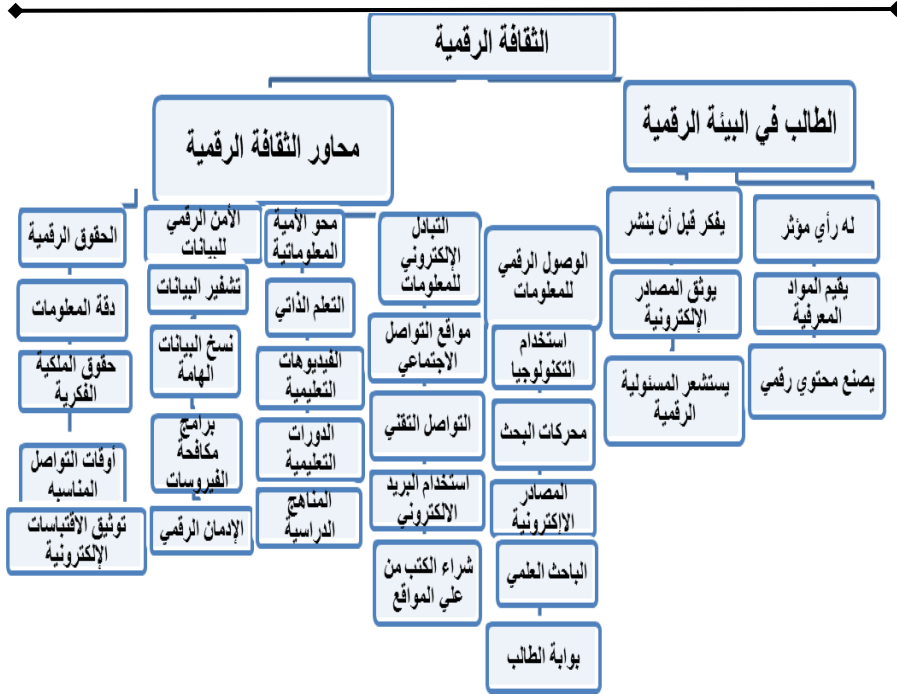 الثقافة الرقمية
الطالب في البيئة الرقمية
له رأي مؤثر
يقيم المواد
المعرفية
يصنع محتوي رقمي
يفكر قبل أن ينشر
يوثق المصادر
الإلكترونية
يستشعر المسئولية
الرقمية
محاور الثقافة الرقمية
الوصول الرقمي
للمعلومات
استخدام
التكنولوجيا
محركات البحث
المصادر
الإلكترونية
الباحث العلمي
بوابة الطالب
التبادل
الإلكتروني
للمعلومات
مواقع التواصل
الاجتماعي
التواصل التقني
استخدام البريد
الالكتروني
شراء الكتب من
علي المواقع
محو الأمية
المعلوماتية
التعلم الذاتي
الفيديوهات
التعليمية
الدورات
التعليمية
المناهج
الدراسية
الأمن الرقمي
للبيانات
تشفير البيانات
نسخ البيانات
الهامة
برامج
مكافحة
الفيروسات
الإدمان الرقمي
الحقوق الرقمية
دقة المعلومات
حقوق الملكية
الفكرية
أوقات التواصل
المناسبه
توثيق الاقتباسات
الإلكترونية